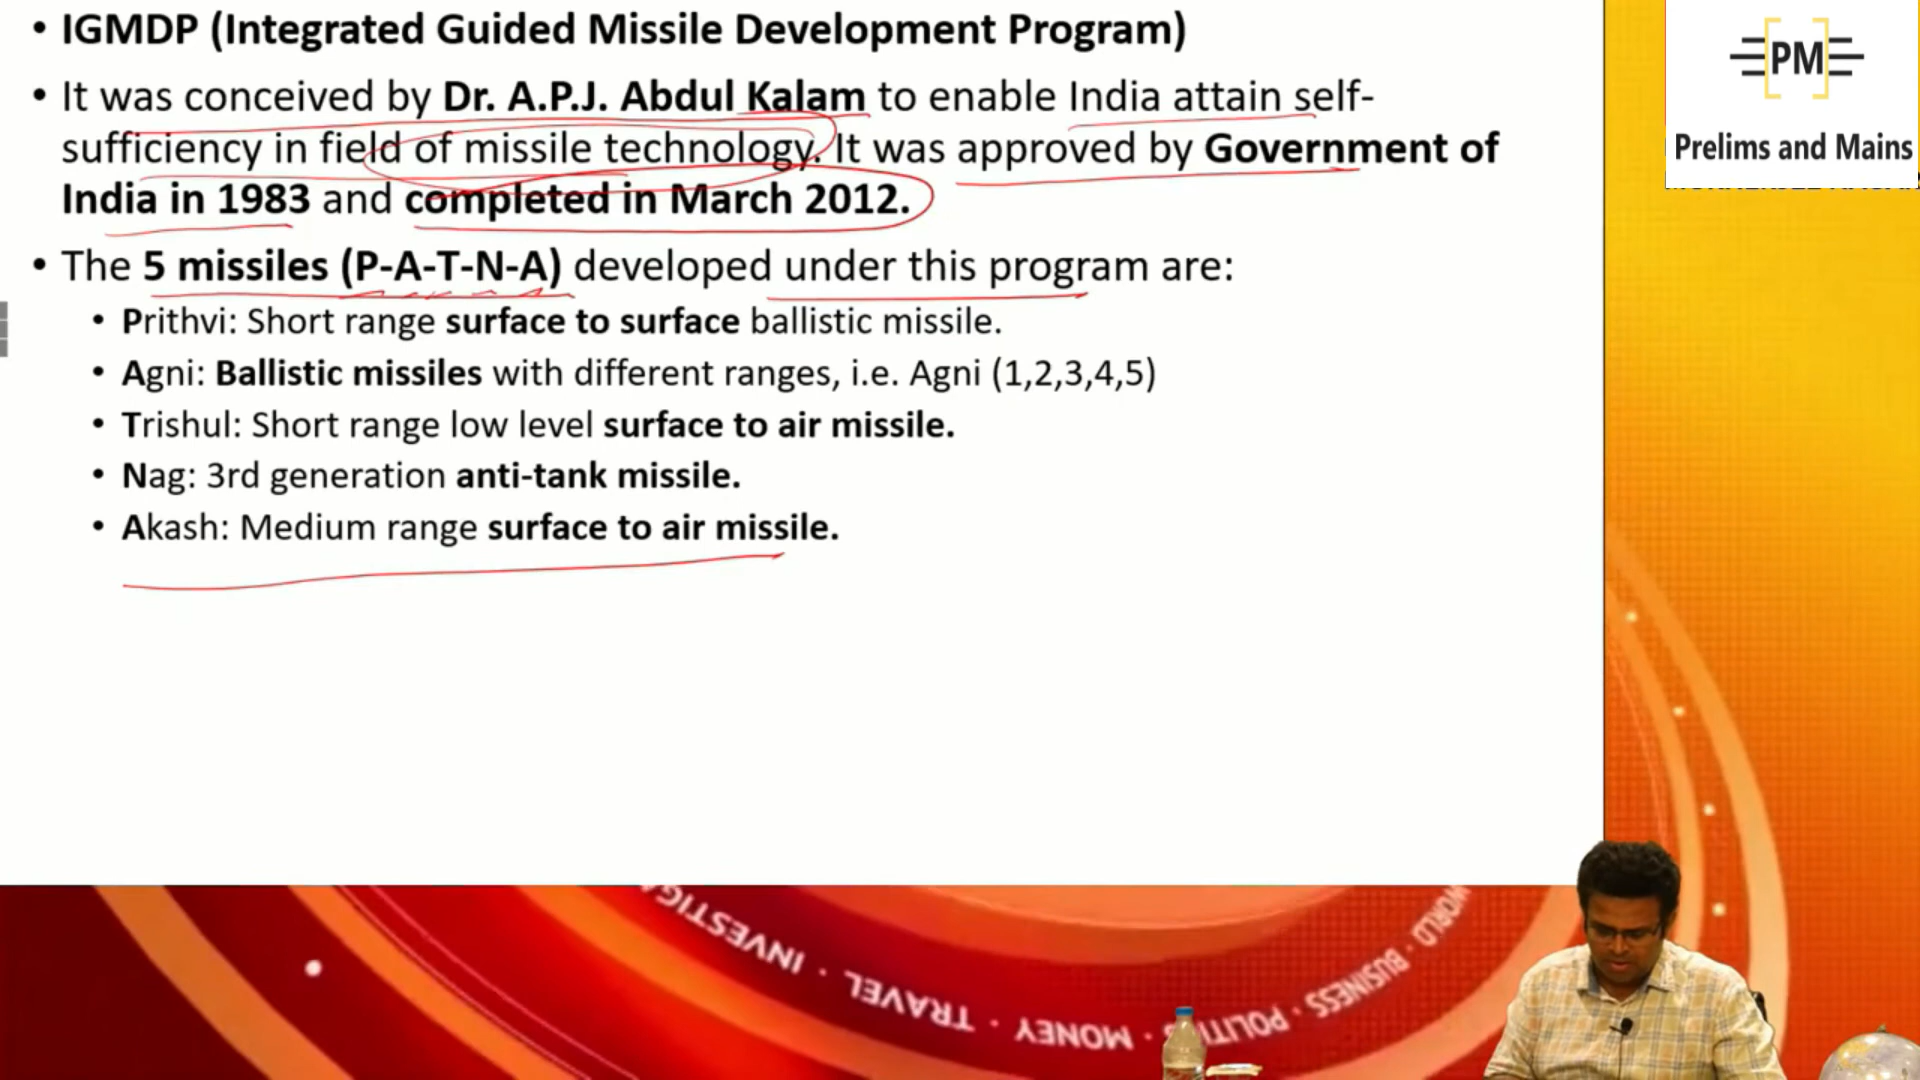 • IGMDP (Integrated Guided Missile Development Program)
• It was conceived by Dr. A.P.J. Abdul Kalam to enable India attain self-
sufficiency in field of missile technology. It was approved by Government of
India in 1983 and completed in March 2012.
• The 5 missiles (P-A-T-N-A) developed under this program are:
• Prithvi: Short range surface to surface ballistic missile.
• Agni: Ballistic missiles with different ranges, i.e. Agni (1,2,3,4,5)
• Trishul: Short range low level surface to air missile.
• Nag: 3rd generation anti-tank missile.
• Akash: Medium range surface to air missile.
PM
Prelims and Mains
WORLD · BUSINESS · POLITICS · MONEY · TRAVEL · INVESTIGA